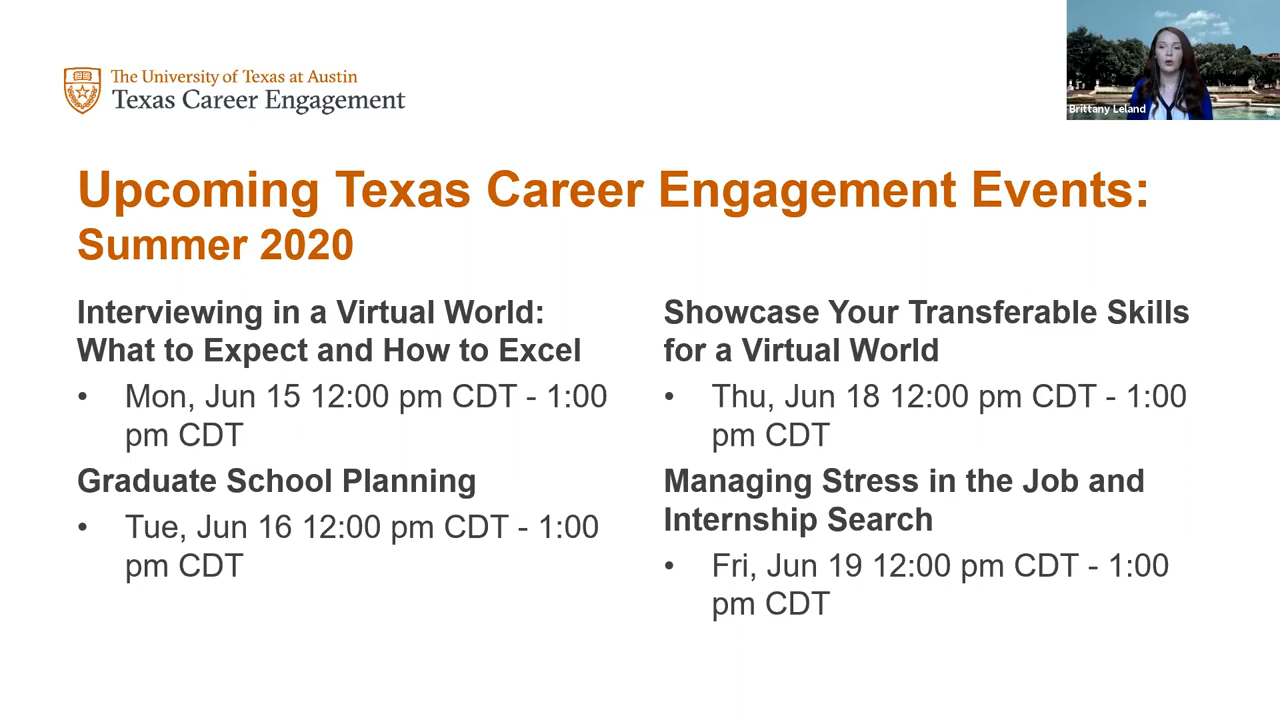 The University of Texas at Austin
Texas Career Engagement
Brittany Leland
Upcoming Texas Career Engagement Events:
Summer 2020
Interviewing in a Virtual World:
What to Expect and How to Excel
• Mon, Jun 15 12:00 pm CDT - 1:00
pm CDT
Graduate School Planning
• Tue, Jun 16 12:00 pm CDT - 1:00
pm CDT
Showcase Your Transferable Skills
for a Virtual World
• Thu, Jun 18 12:00 pm CDT - 1:00
pm CDT
Managing Stress in the Job and
Internship Search
• Fri, Jun 19 12:00 pm CDT - 1:00
pm CDT